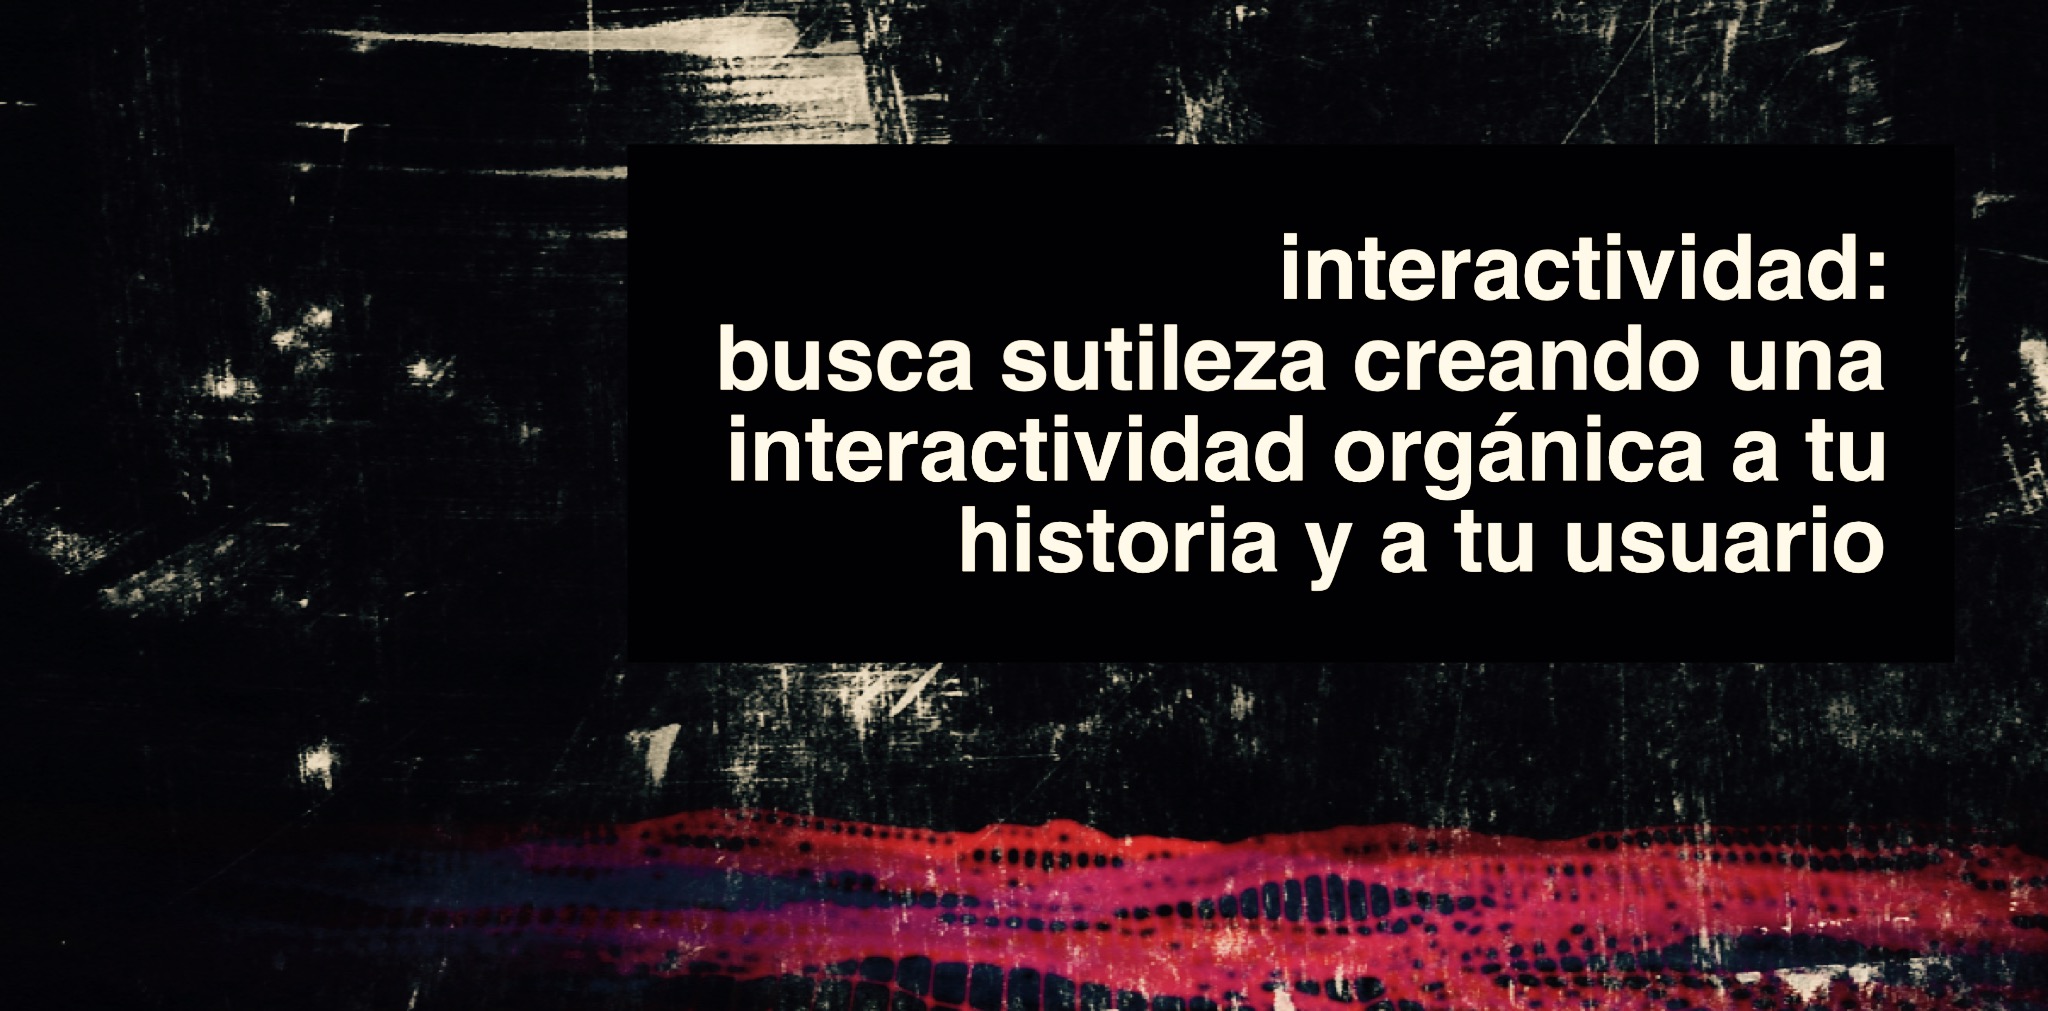 interactividad:
busca sutileza creando una
interactividad orgánica a tu
historia y a tu usuario